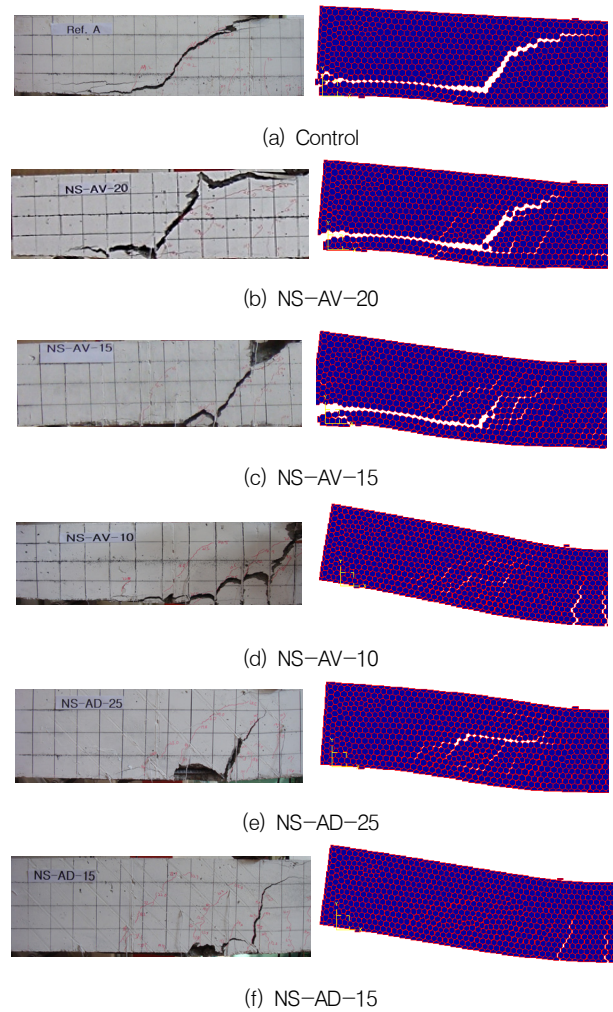 Ref. A
(a) Control
NS-AV-20
(b) NS-AV-20
NS-AV-15
(c) NS-AV-15
NS-AV-10
(d) NS-AV-10
NS-AD-25
(e) NS-AD-25
NS-AD-15
(f) NS-AD-15